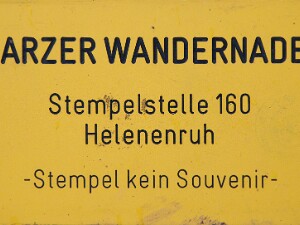 ARZER WANDERNADE
Stempelstelle 160
Helenenruh
-Stempel kein Souvenir-